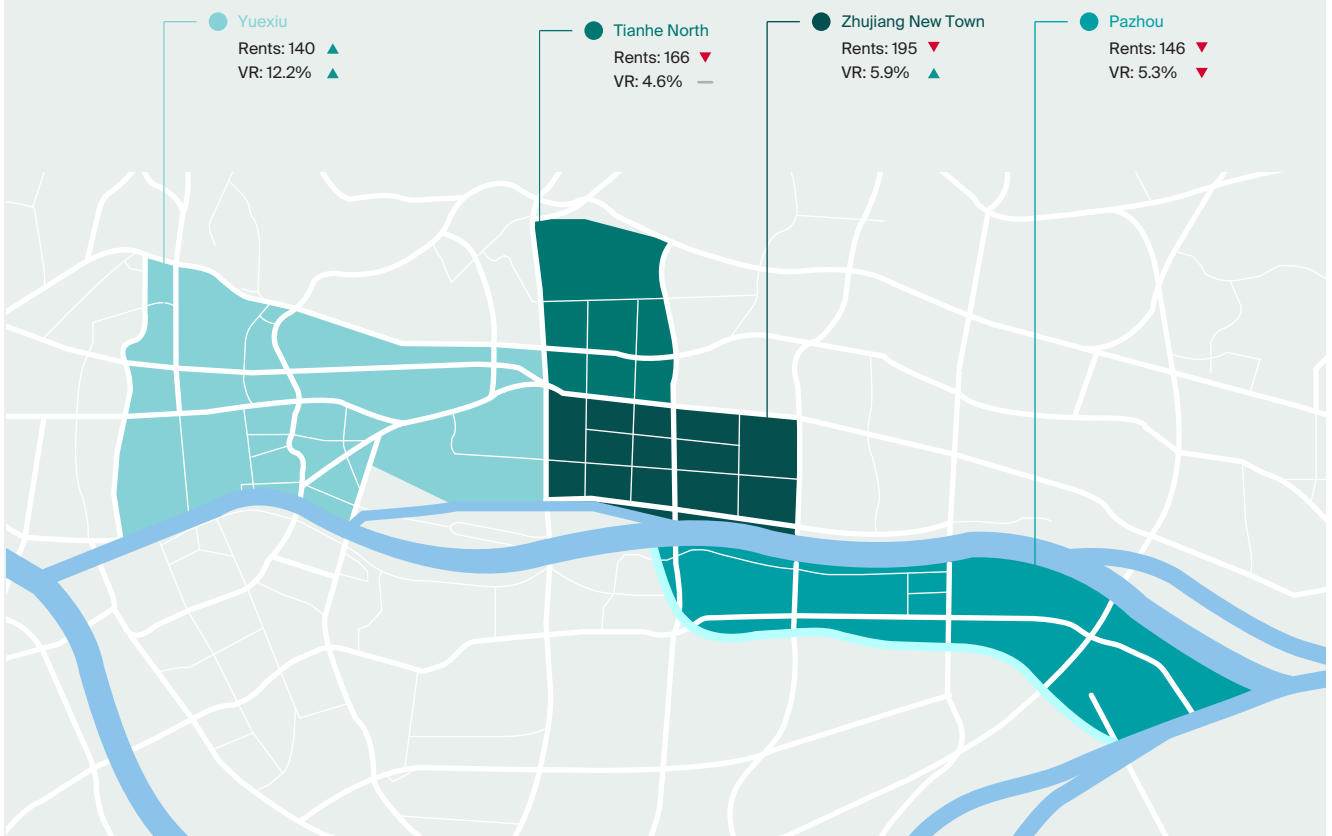 Yuexiu
Rents: 140 ▲
VR: 12.2% ▲
Tianhe North
Rents: 166 ▼
VR: 4.6% —
Zhujiang New Town
Rents: 195 ▼
VR: 5.9% ▲
Pazhou
Rents: 146 ▼
VR: 5.3% ▼